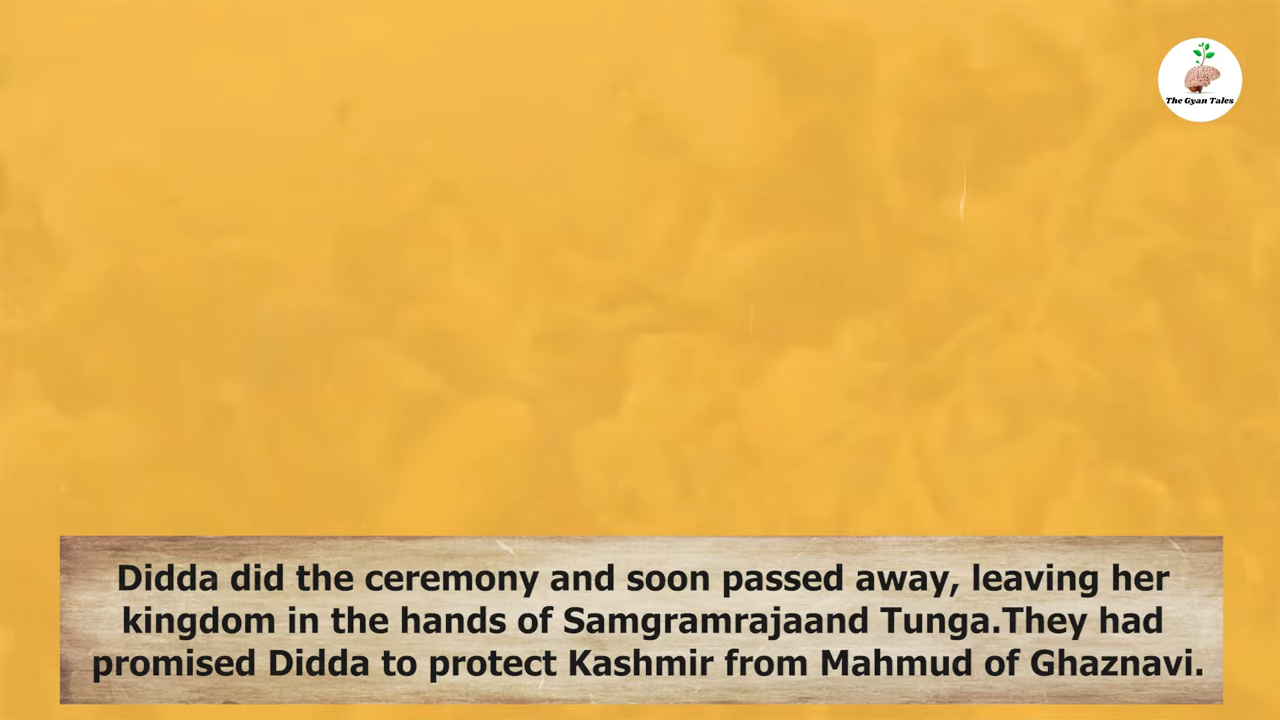 The Gyan Tales
Didda did the ceremony and soon passed away, leaving her
kingdom in the hands of Samgramrajaand Tunga.They had
promised Didda to protect Kashmir from Mahmud of Ghaznavi.